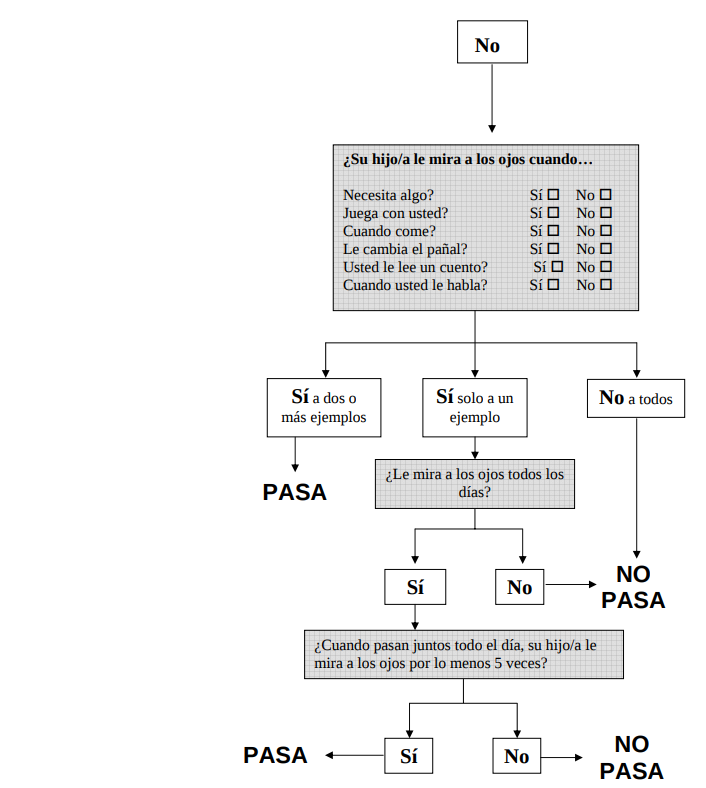 No
¿Su hijo/a le mira a los ojos cuando…
Necesita algo? Sí ☐ No ☐
Juega con usted? Sí ☐ No ☐
Cuando come? Sí ☐ No ☐
Le cambia el pañal? Sí ☐ No ☐
Usted le lee un cuento? Sí ☐ No ☐
Cuando usted le habla? Sí ☐ No ☐
Sí a dos o
más ejemplos
Sí solo a un
ejemplo
No a todos
PASA
¿Le mira a los ojos todos los
días?
Sí
No
NO
PASA
¿Cuando pasan juntos todo el día, su hijo/a le
mira a los ojos por lo menos 5 veces?
PASA
Sí
No
NO
PASA